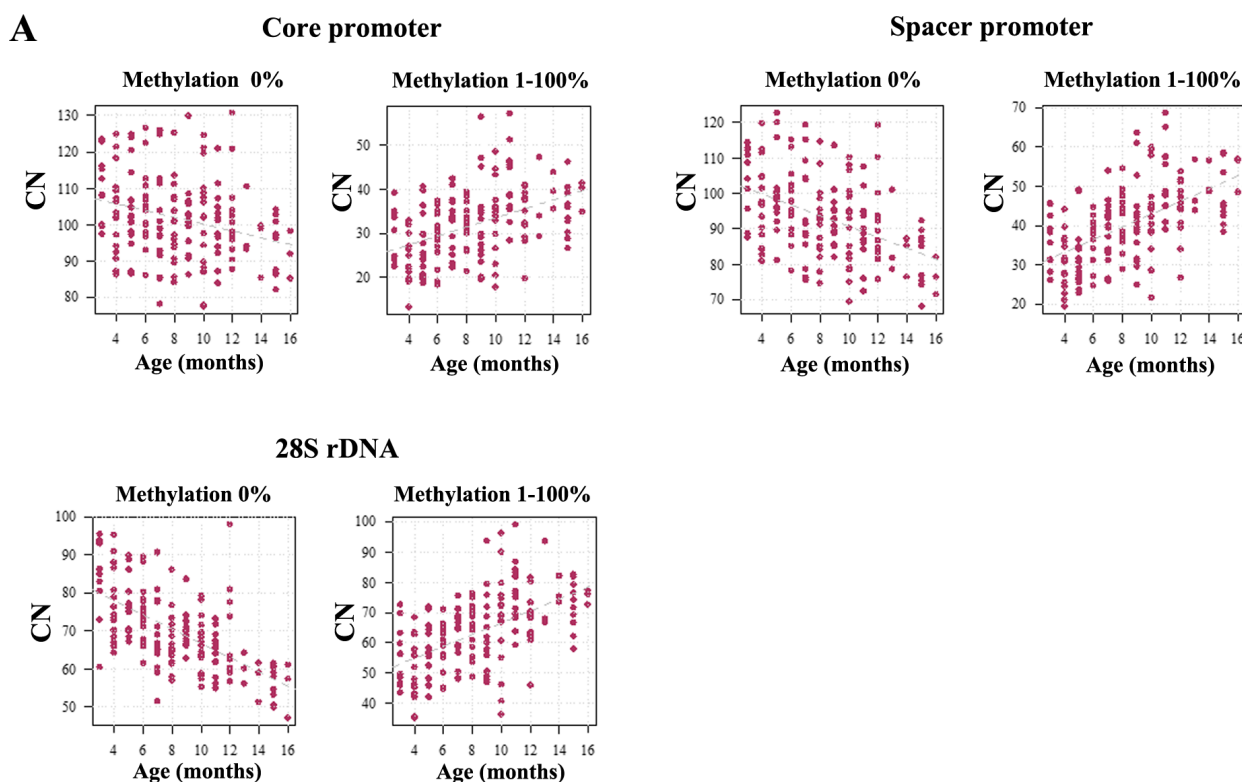 A
Core promoter
Spacer promoter
Methylation 0%
Methylation 1-100%
Methylation 0%
Methylation 1-100%
130
120
110
100
90
80
CN
4 6 8 10 12 14 16
Age (months)
50
40
30
20
CN
4 6 8 10 12 14 16
Age (months)
120
110
100
90
80
70
CN
4 6 8 10 12 14 16
Age (months)
70
60
50
40
30
20
CN
4 6 8 10 12 14 16
Age (months)
28S rDNA
Methylation 0%
Methylation 1-100%
100
90
80
70
60
50
CN
4 6 8 10 12 14 16
Age (months)
100
90
80
70
60
50
40
CN
4 6 8 10 12 14 16
Age (months)